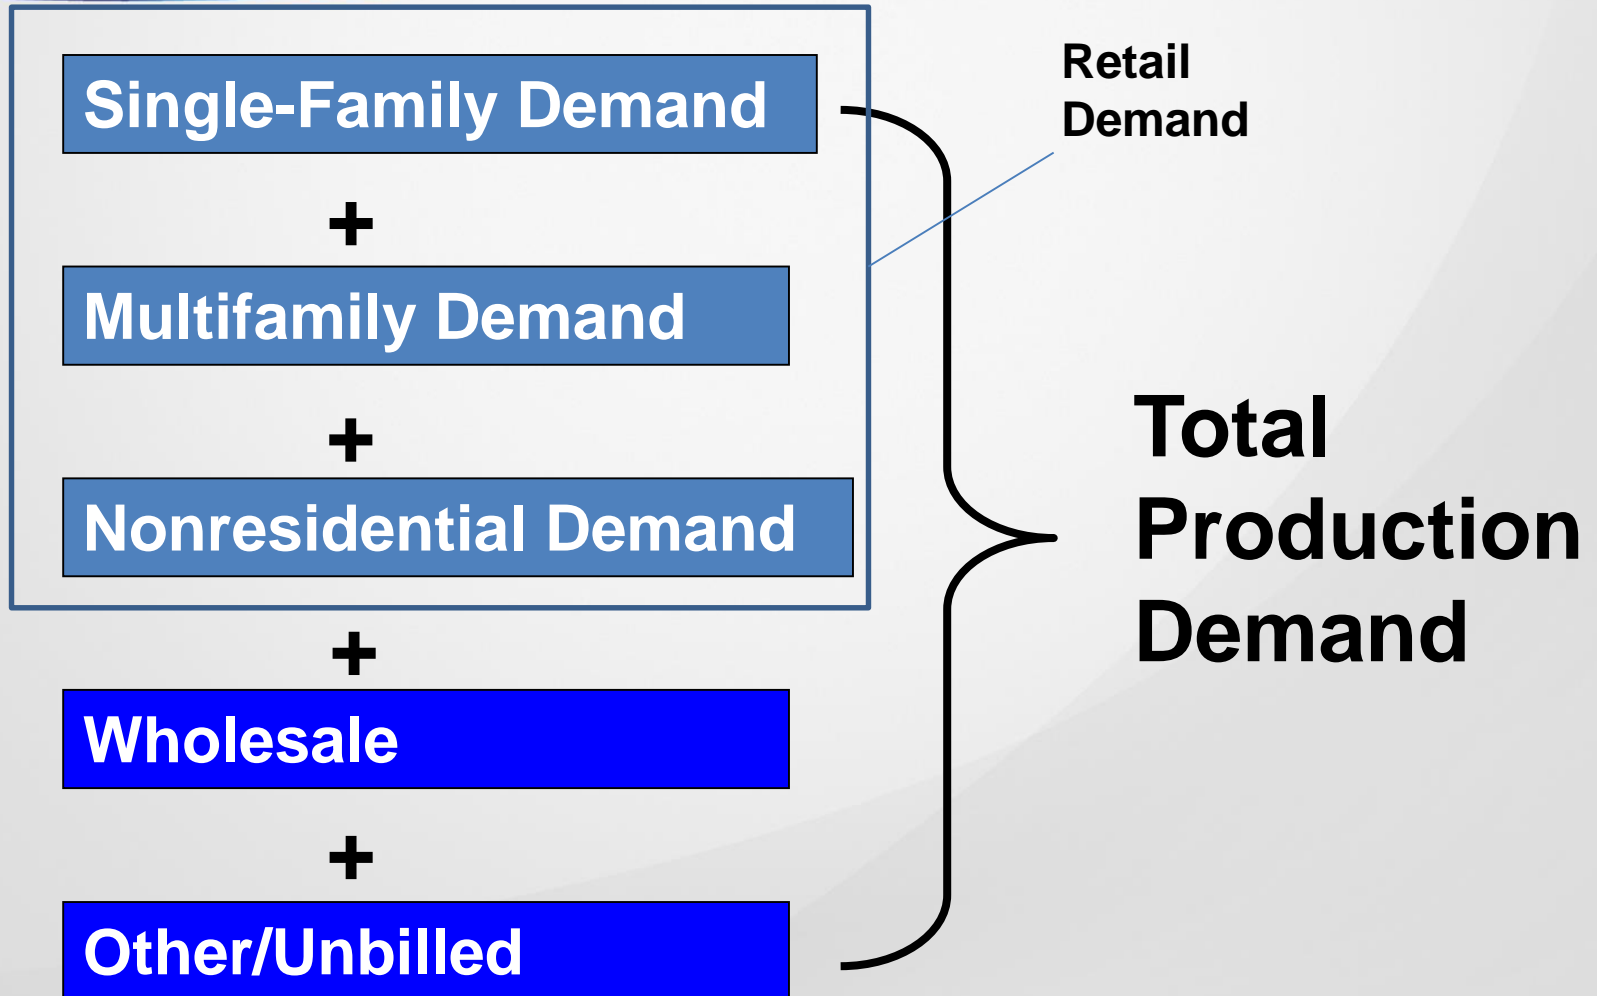 Single-Family Demand
+
Multifamily Demand
+
Nonresidential Demand
+
Wholesale
+
Other/Unbilled
Retail
Demand
Total
Production
Demand